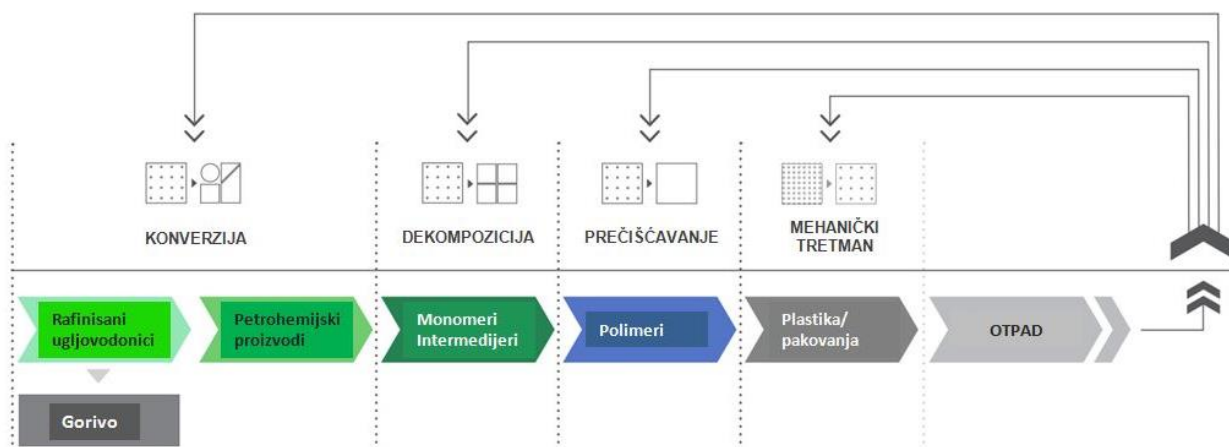 KONVERZIJA
DEKOMPOZICIJA
PREČIŠĆAVANJE
MEHANIČKI
TRETMAN
Rafinisani
ugljovodonici
Petrohemijski
proizvodi
Monomeri
Intermedijeri
Polimeri
Plastika/
pakovanja
OTPAD
Gorivo